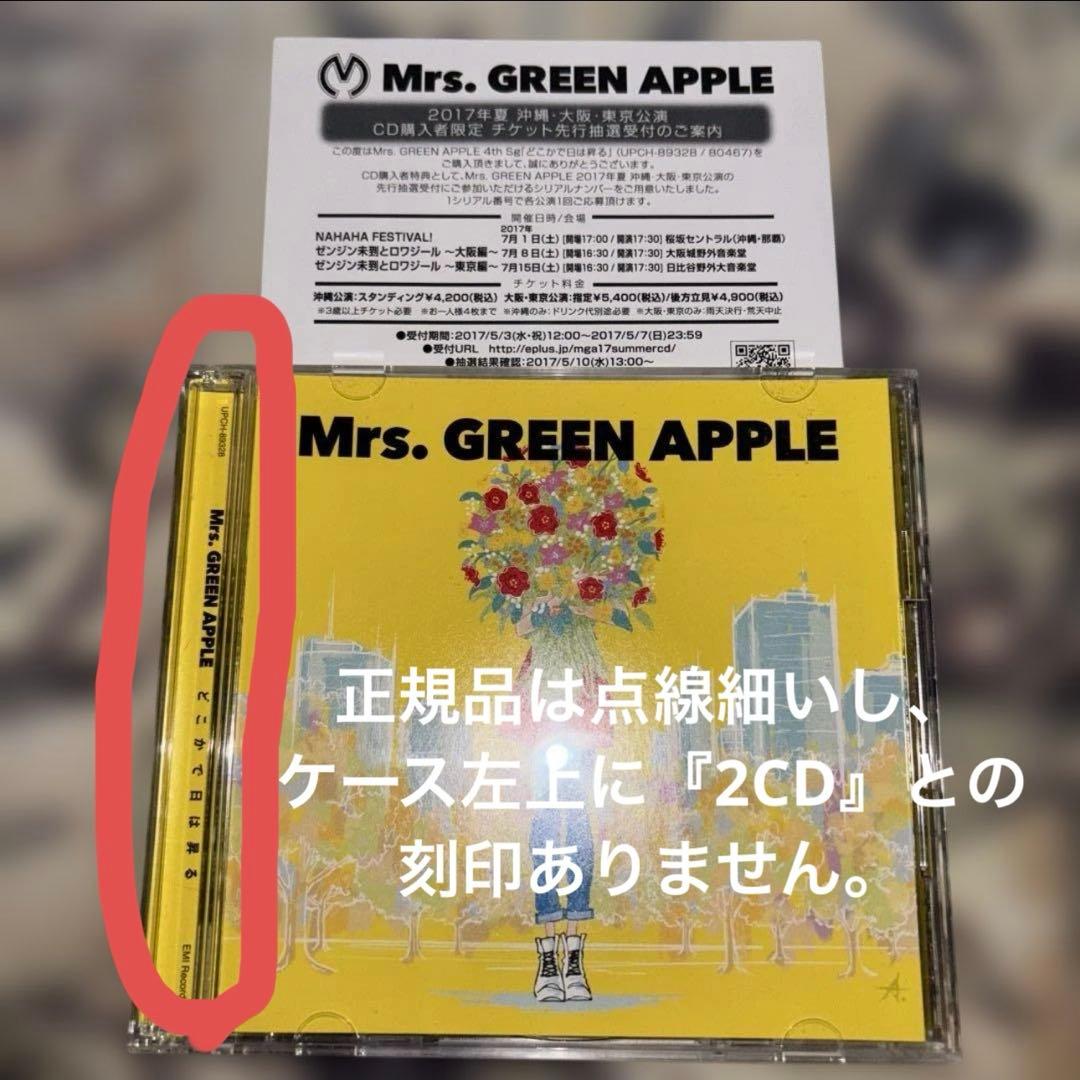 Mrs. GREEN APPLE
2017年夏 沖縄・大阪・東京公演
CD購入者限定 チケット先行抽選受付のご案内
この度はMrs. GREEN APPLE 4th Sg「どこかで日は昇る」(UPCH-89328 / 80467)を
ご購入頂きまして、誠にありがとうございます。
CD購入者特典として、Mrs. GREEN APPLE 2017年夏 沖縄・大阪・東京公演の
先行抽選受付にご参加いただけるシリアルナンバーをご用意いたしました。
1シリアル番号で各公演1回ご応募頂けます。
開催日時/会場
2017年
NAHAHA FESTIVAL! 7月 1日(土) [開場17:00 / 開演17:30] 桜坂セントラル(沖縄・那覇)
ゼンジン未到とロワジール ～大阪編～ 7月 8日(土) [開場16:30 / 開演17:30] 大阪城野外音楽堂
ゼンジン未到とロワジール ～東京編～ 7月15日(土) [開場16:30 / 開演17:30] 日比谷野外大音楽堂
チケット料金
沖縄公演:スタンディング¥4,200(税込) 大阪・東京公演:指定¥5,400(税込)/後方立見¥4,900(税込)
※3歳以上チケット必要 ※お一人様4枚まで ※沖縄のみ:ドリンク代別途必要 ※大阪・東京のみ:雨天決行・荒天中止
●受付期間:2017/5/3(水・祝)12:00～2017/5/7(日)23:59
●受付URL http://eplus.jp/mga17summercd/
●抽選結果確認:2017/5/10(水)13:00～
UPCH-89328
Mrs. GREEN APPLE
どこかで日は昇る
EMI Record
Mrs. GREEN APPLE
正規品は点線細いし、
ケース左上に『2CD』との
刻印ありません。
A.